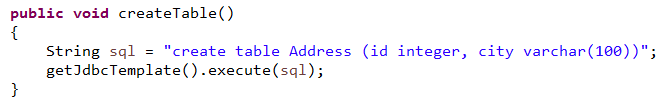 public void createTable()
{
    String sql = "create table Address (id integer, city varchar(100))";
    getJdbcTemplate().execute(sql);
}